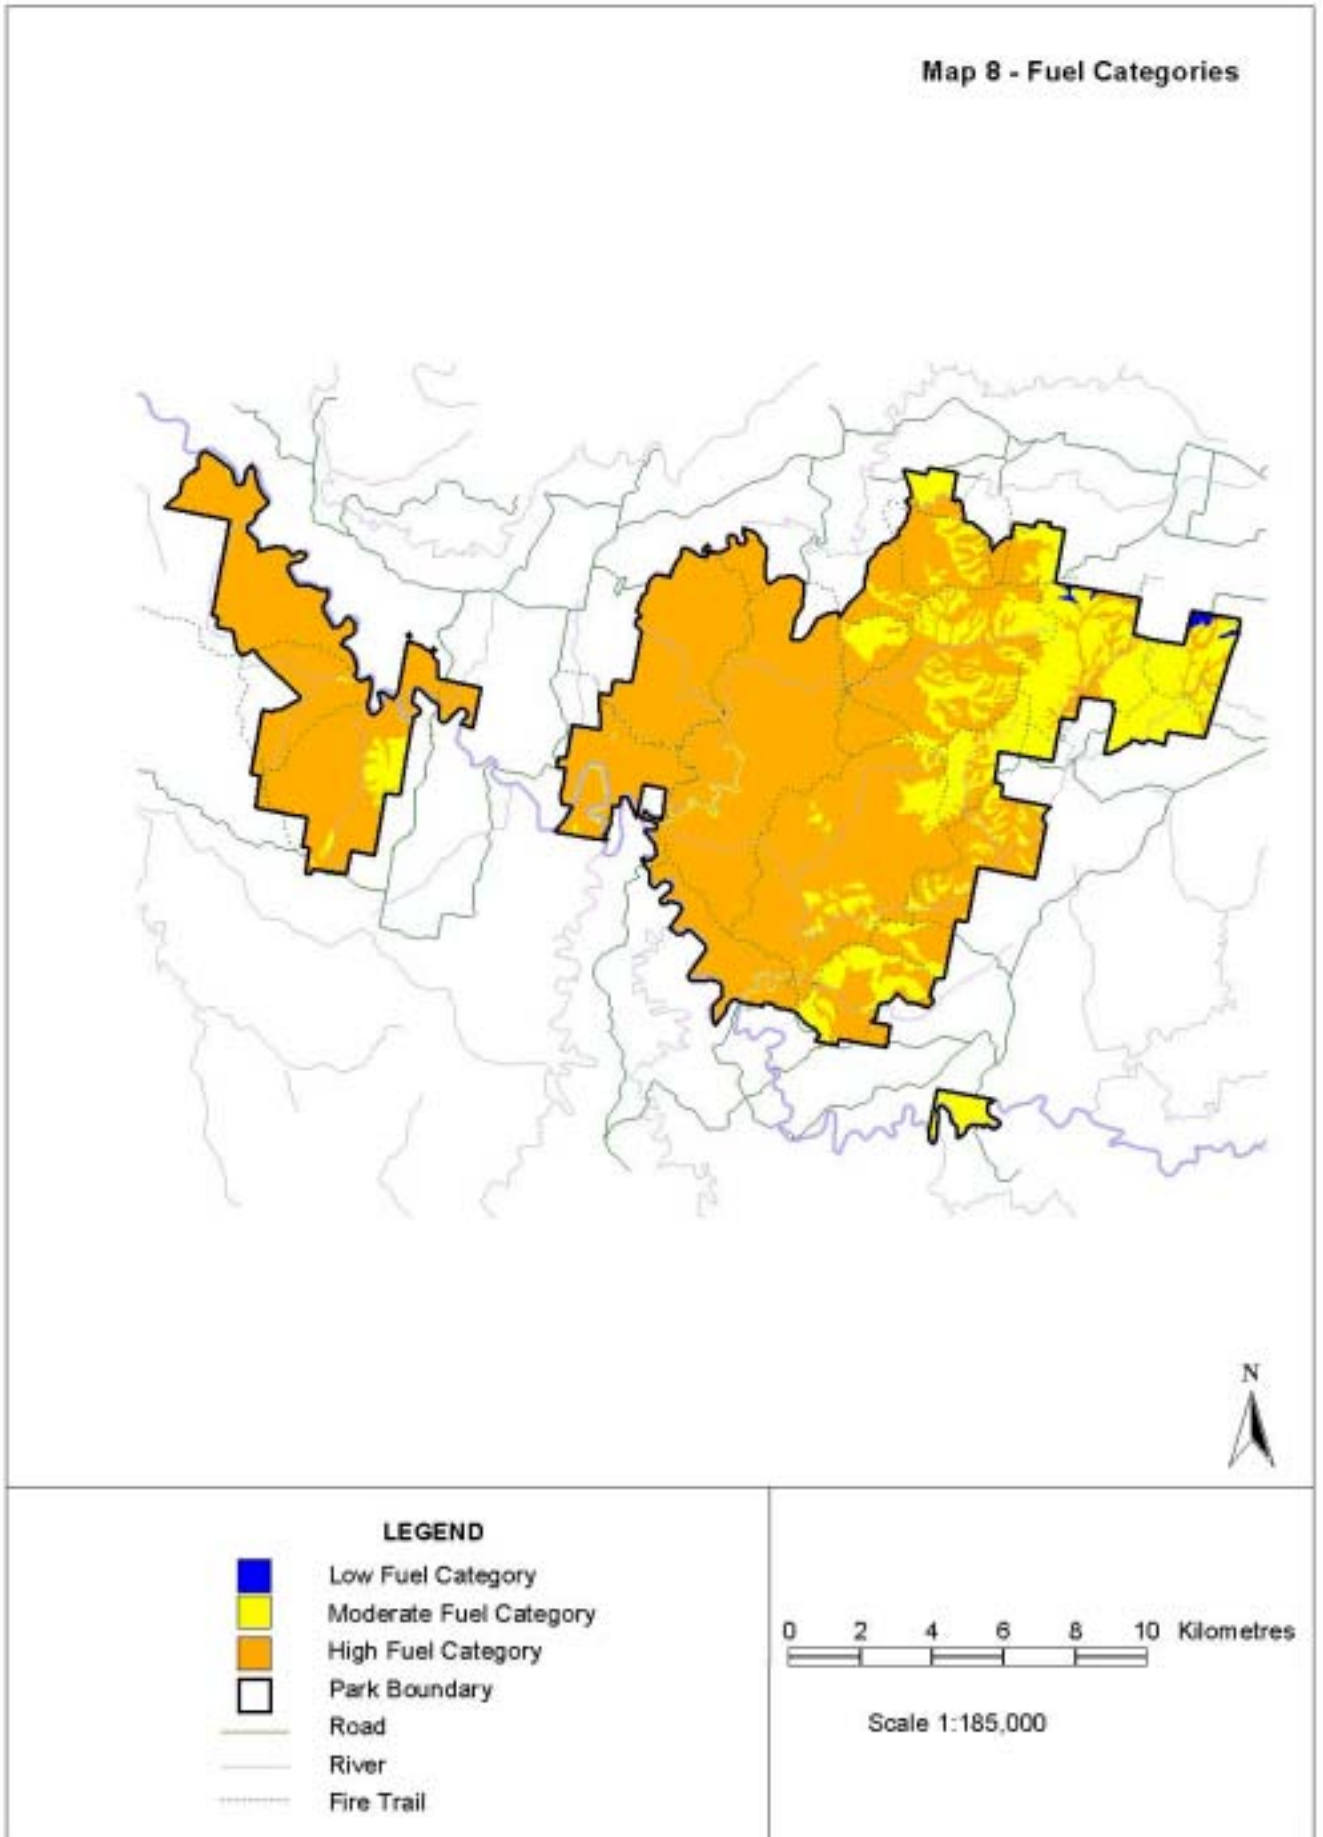 Map 8 - Fuel Categories
N
LEGEND
Low Fuel Category
Moderate Fuel Category
High Fuel Category
Park Boundary
Road
River
Fire Trail
0 2 4 6 8 10 Kilometres
Scale 1:185,000